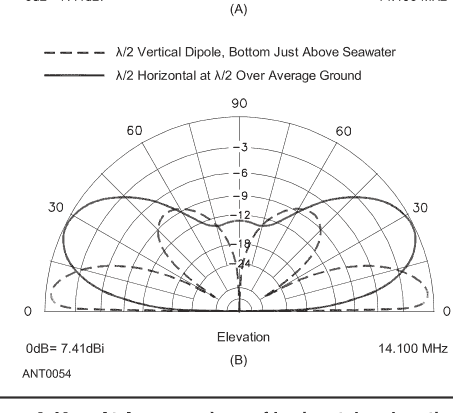 (A)
λ/2 Vertical Dipole, Bottom Just Above Seawater
λ/2 Horizontal at λ/2 Over Average Ground
90
60
60
-3
-6
-9
-12
-18
-24
30
30
0
0
Elevation
0dB= 7.41dBi
14.100 MHz
(B)
ANT0054